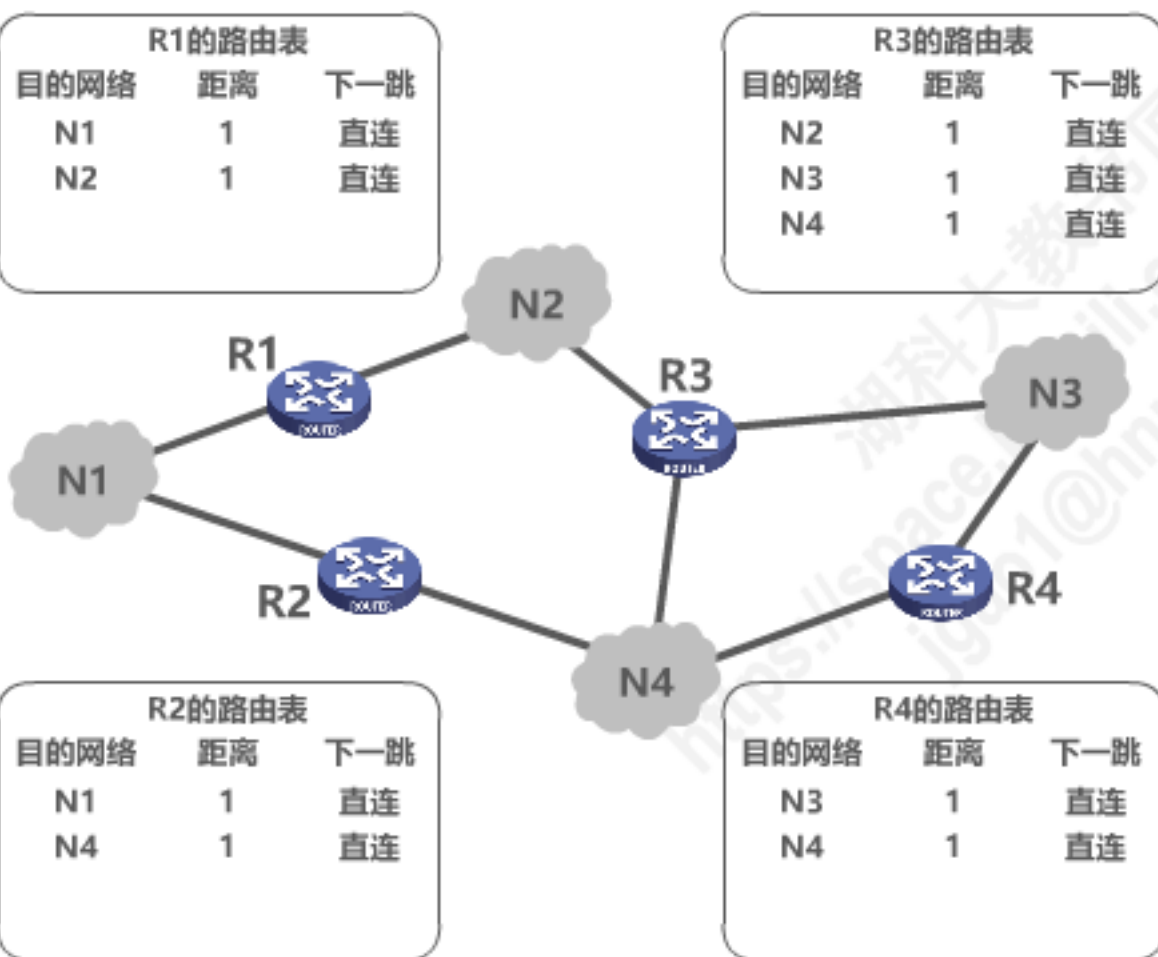 R1的路由表
目的网络 距离 下一跳
N1 1 直连
N2 1 直连
R3的路由表
目的网络 距离 下一跳
N2 1 直连
N3 1 直连
N4 1 直连
N2
R1
R3
N3
N1
ROUTER
ROUTER
R2
ROUTER
ROUTER
R4
N4
R2的路由表
目的网络 距离 下一跳
N1 1 直连
N4 1 直连
R4的路由表
目的网络 距离 下一跳
N3 1 直连
N4 1 直连